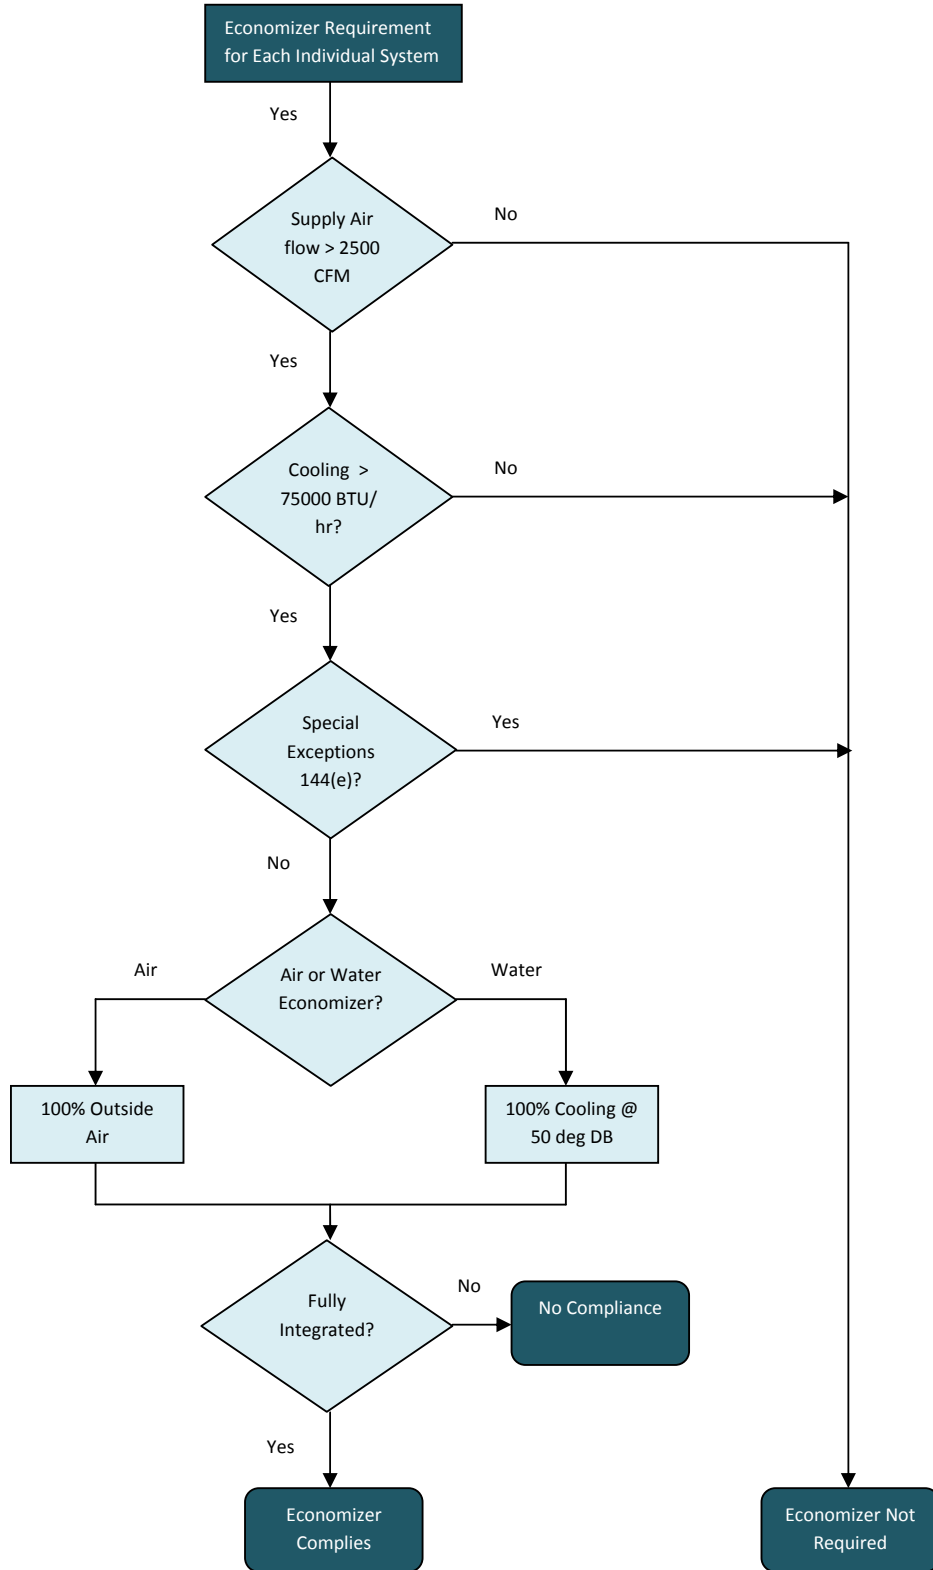 Economizer Requirement
for Each Individual System
Yes
Supply Air
flow > 2500
CFM
No
Yes
Cooling >
75000 BTU/
hr?
No
Yes
Special
Exceptions
144(e)?
Yes
No
Air or Water
Economizer?
Air
Water
100% Outside
Air
100% Cooling @
50 deg DB
Fully
Integrated?
No
No Compliance
Yes
Economizer
Complies
Economizer Not
Required